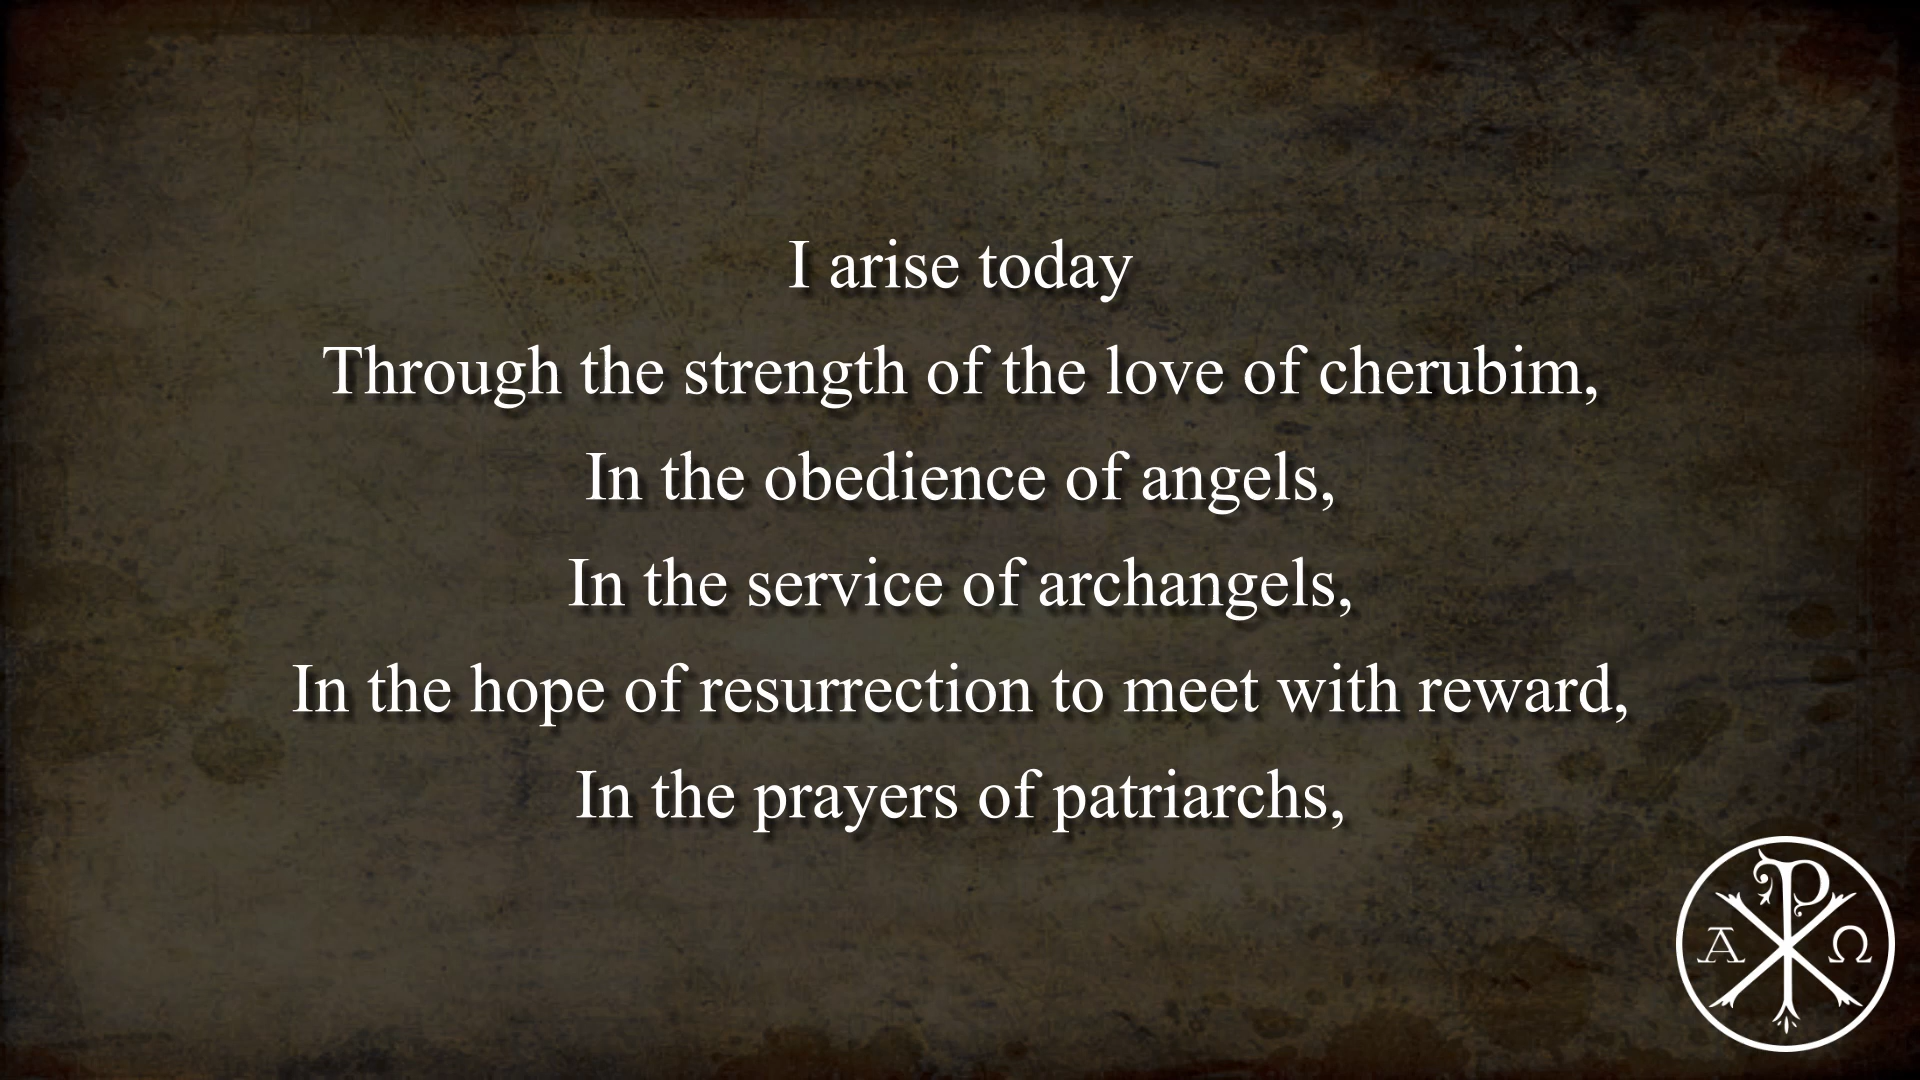 I arise today
Through the strength of the love of cherubim,
In the obedience of angels,
In the service of archangels,
In the hope of resurrection to meet with reward,
In the prayers of patriarchs,
Α Ρ Ω